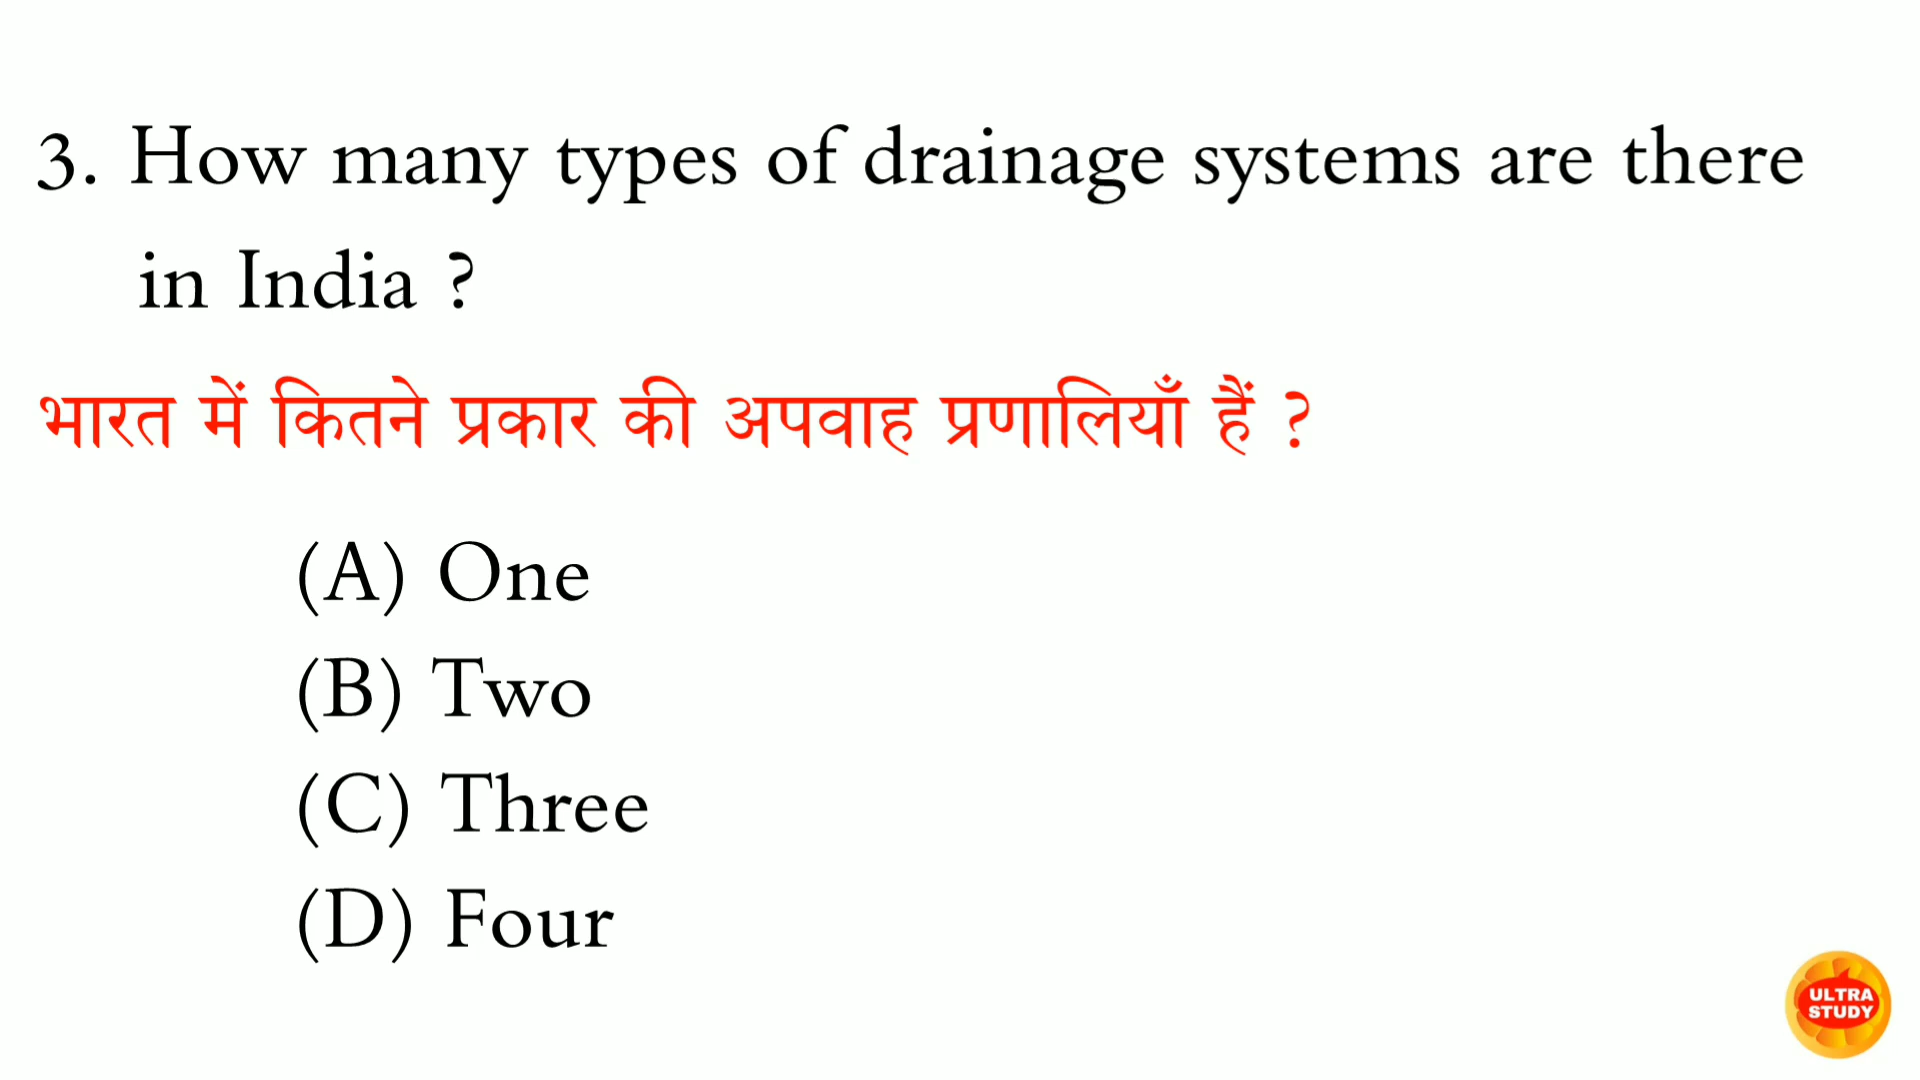 3. How many types of drainage systems are there
in India ?
भारत में कितने प्रकार की अपवाह प्रणालियाँ हैं ?
(A) One
(B) Two
(C) Three
(D) Four
ULTRA
STUDY